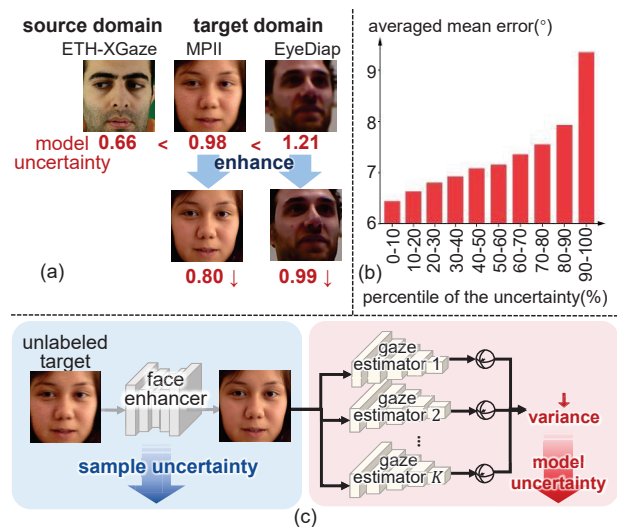 source domain
target domain
ETH-XGaze
MPII
EyeDiap
model
uncertainty
0.66 < 0.98 < 1.21
enhance
0.80 ↓
0.99 ↓
(a)
averaged mean error(°)
9
8
7
6
0-10
10-20
20-30
30-40
40-50
50-60
60-70
70-80
80-90
90-100
(b)
percentile of the uncertainty(%)
unlabeled
target
face
enhancer
sample uncertainty
gaze
estimator 1
gaze
estimator 2
...
gaze
estimator K
variance
model
uncertainty
(c)